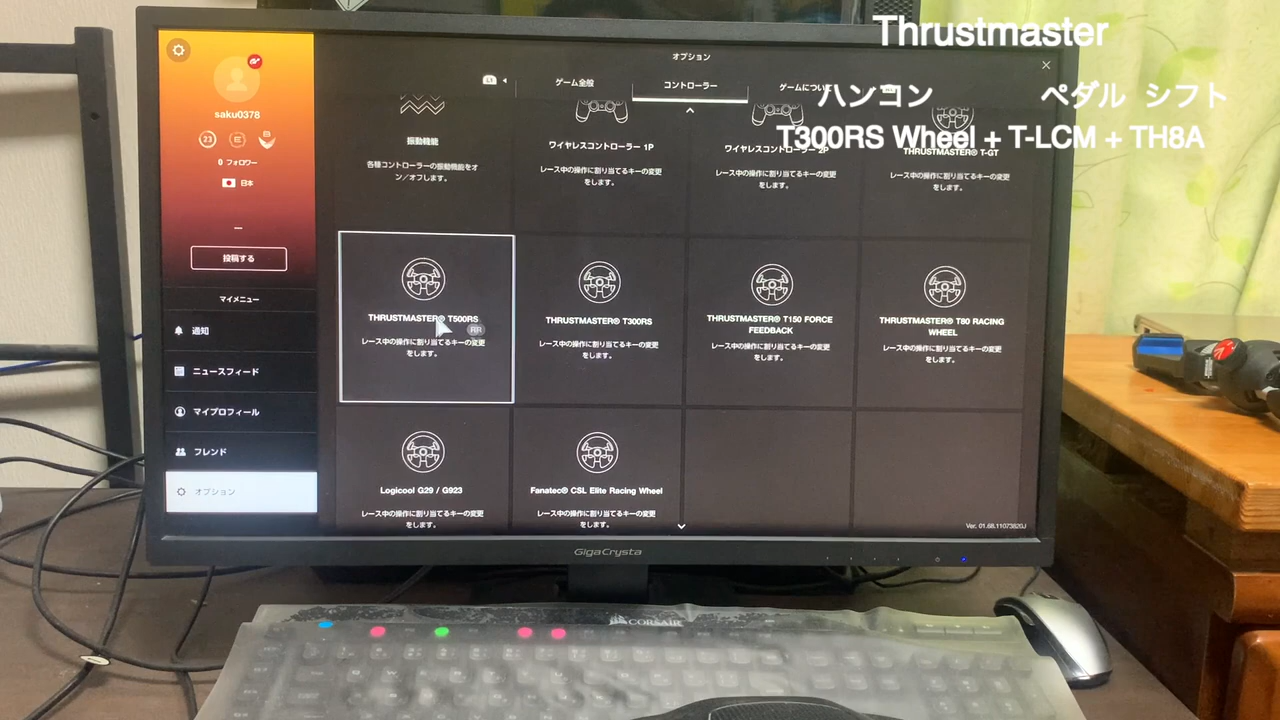 Thrustmaster
ハンコン ペダル シフト
T300RS Wheel + T-LCM + TH8A
オプション
L1
ゲーム全般
コントローラー
ゲームについ
saku0378
23
E
B
0 フォロワー
日本
投稿する
マイメニュー
通知
ニュースフィード
マイプロフィール
フレンド
オプション
振動機能
各種コントローラーの振動機能をオ
ン/オフします。
ワイヤレスコントローラー 1P
レース中の操作に割り当てるキーの変更
をします。
ワイヤレスコントローラー 2P
レース中の操作に割り当てるキーの変更
をします。
THRUSTMASTER® T-GT
レース中の操作に割り当てるキーの変更
をします。
THRUSTMASTER® T500RS
RR
レース中の操作に割り当てるキーの変更
をします。
THRUSTMASTER® T300RS
レース中の操作に割り当てるキーの変更
をします。
THRUSTMASTER® T150 FORCE
FEEDBACK
レース中の操作に割り当てるキーの変更
をします。
THRUSTMASTER® T80 RACING
WHEEL
レース中の操作に割り当てるキーの変更
をします。
Logicool G29 / G923
レース中の操作に割り当てるキーの変更
をします。
Fanatec® CSL Elite Racing Wheel
レース中の操作に割り当てるキーの変更
をします。
GigaCrysta
CORSAIR